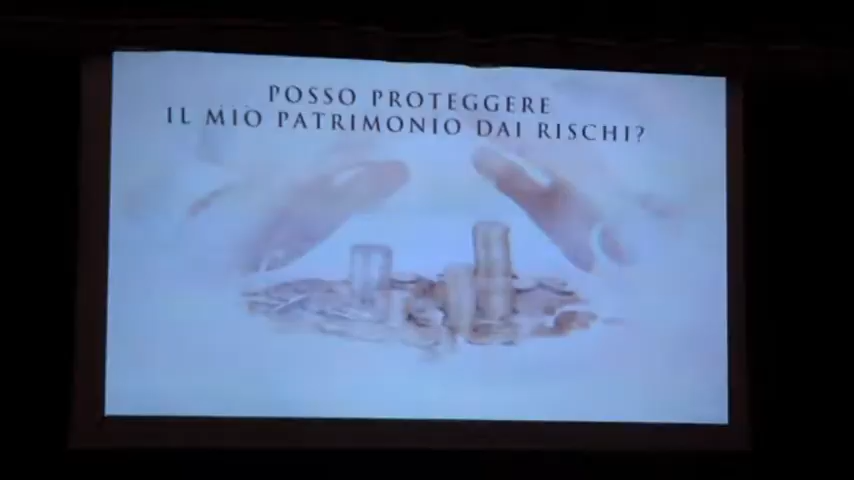 POSSO PROTEGGERE
IL MIO PATRIMONIO DAI RISCHI?